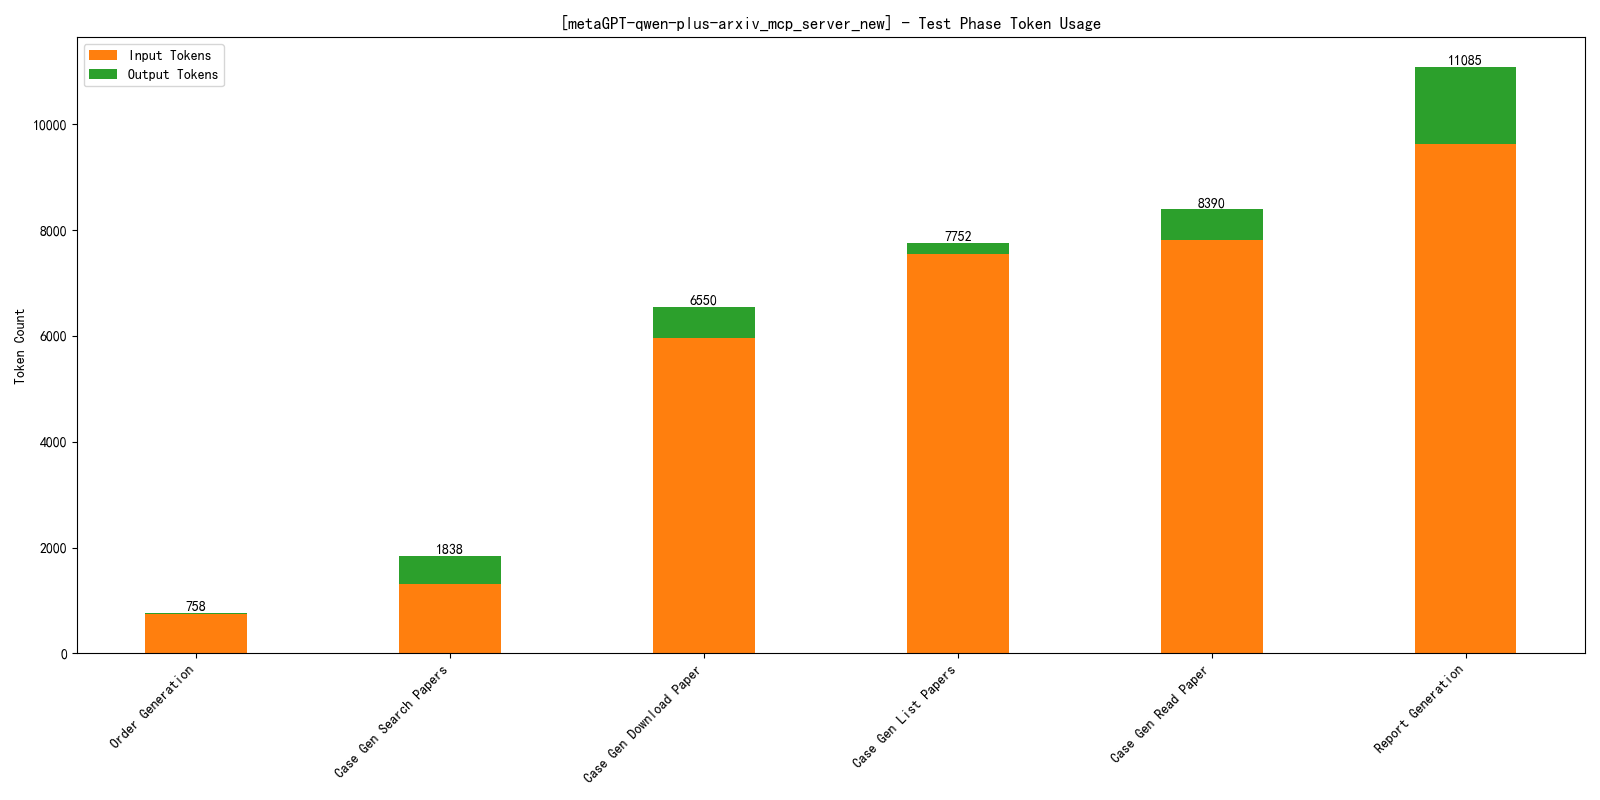 [metaGPT-qwen-plus-arxiv_mcp_server_new] - Test Phase Token Usage
Input Tokens
Output Tokens
Token Count
10000
8000
6000
4000
2000
0
758
1838
6550
7752
8390
11085
Order Generation
Case Gen Search Papers
Case Gen Download Paper
Case Gen List Papers
Case Gen Read Paper
Report Generation